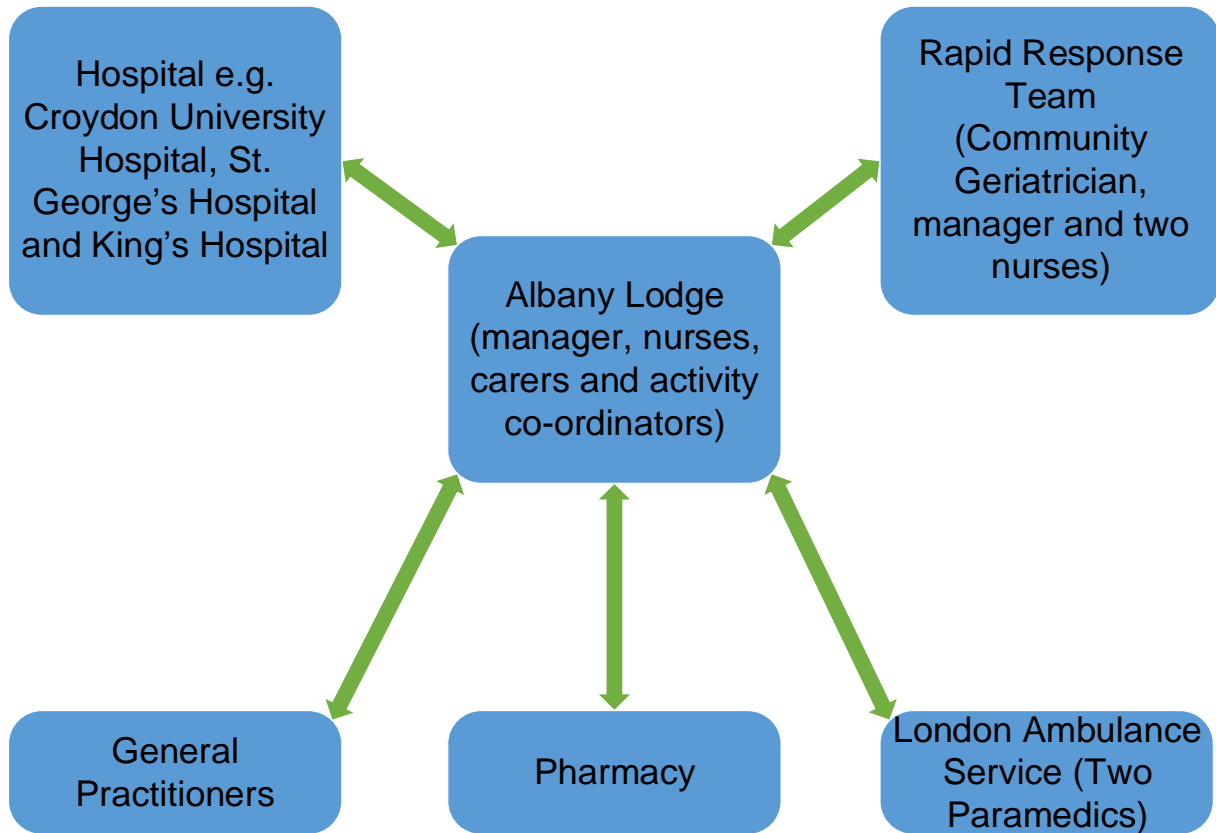 Hospital e.g.
Croydon University
Hospital, St.
George’s Hospital
and King’s Hospital
Rapid Response
Team
(Community
Geriatrician,
manager and two
nurses)
Albany Lodge
(manager, nurses,
carers and activity
co-ordinators)
General
Practitioners
Pharmacy
London Ambulance
Service (Two
Paramedics)